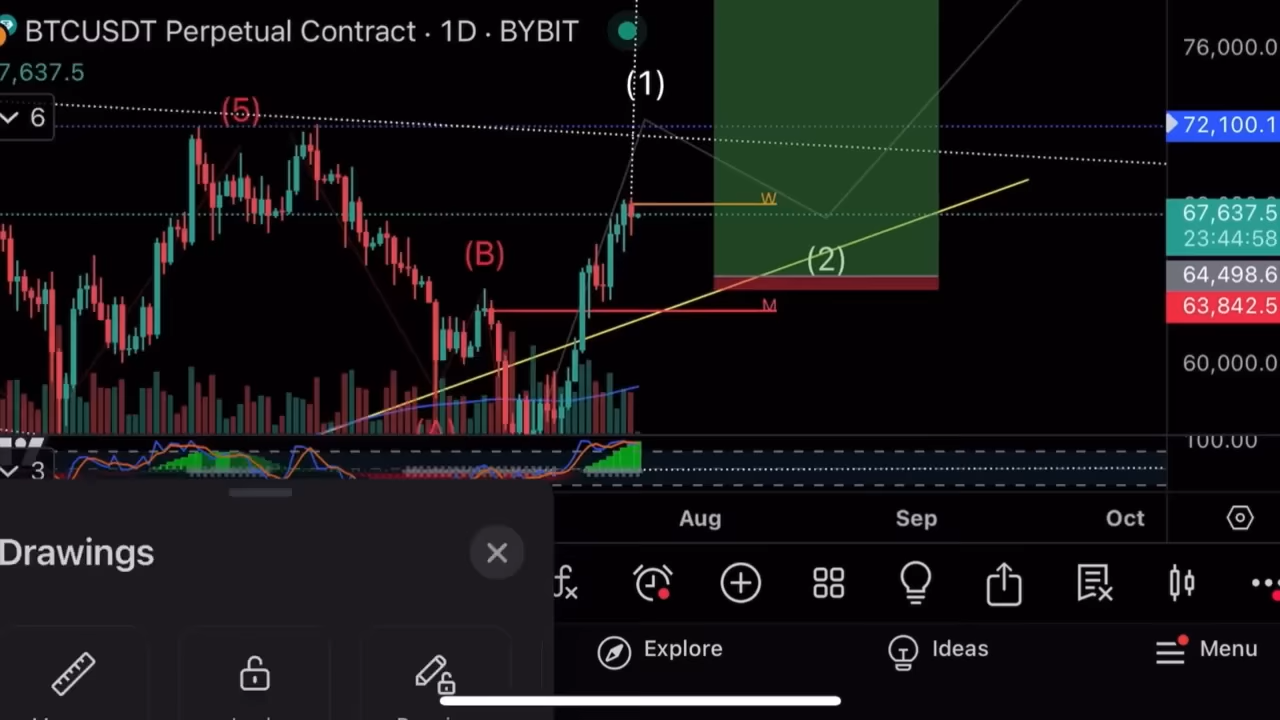 BTCUSDT Perpetual Contract · 1D · BYBIT
7,637.5
6
(5)
(1)
(B)
(2)
W
M
76,000.0
72,100.1
67,637.5
23:44:58
64,498.6
63,842.5
60,000.0
100.00
3
Aug
Sep
Oct
Drawings
Explore
Ideas
Menu